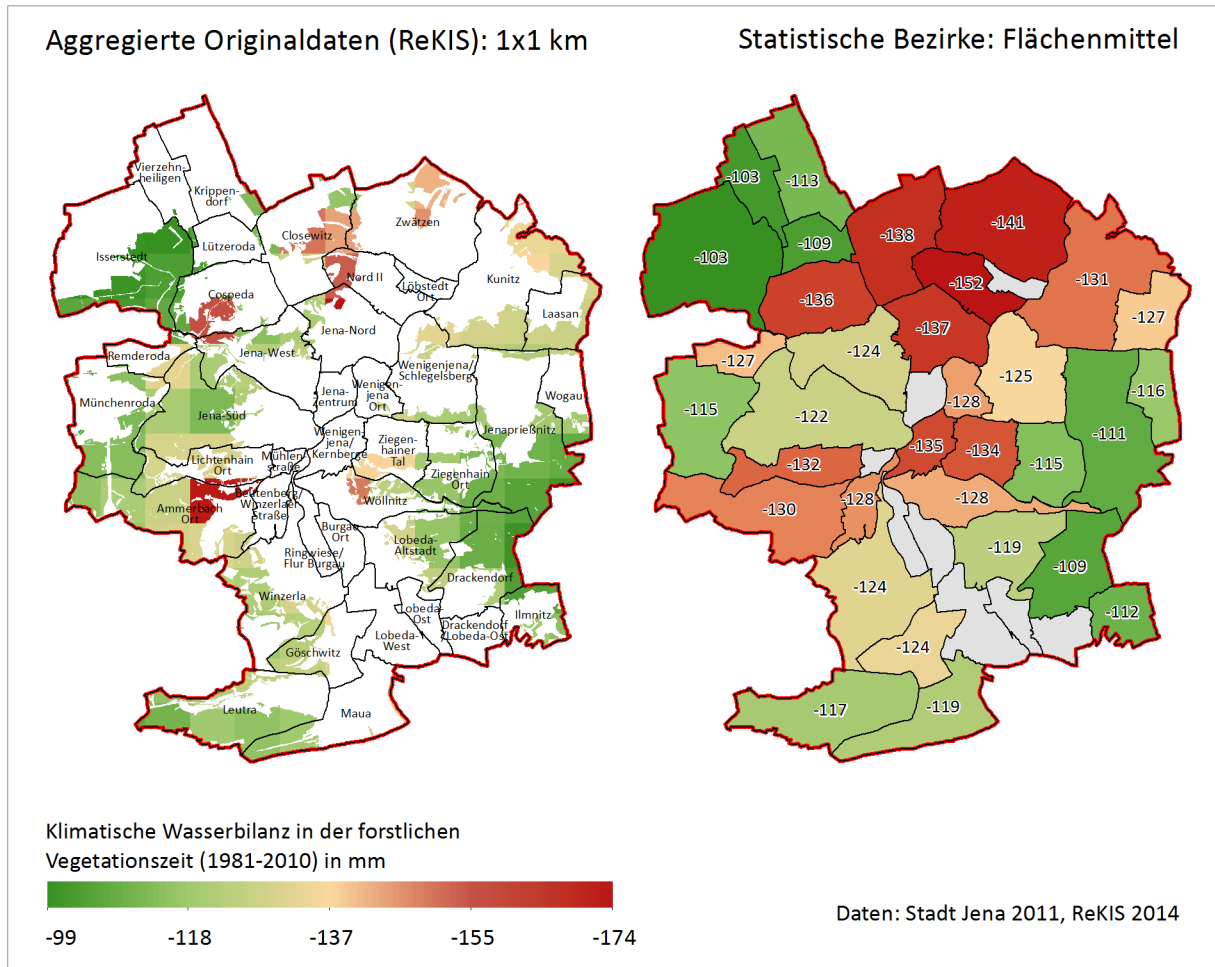 Aggregierte Originaldaten (ReKIS): 1x1 km
Statistische Bezirke: Flächenmittel
Vierzehn-
heiligen
Krippen-
dorf
Lützeroda
Isserstedt
Closewitz
Zwätzen
Cospeda
Nord II
Löbstedt
Ort
Kunitz
Laasan
Jena-Nord
Remderoda
Jena-West
Wenigenjena/
Schlegelsberg
Münchenroda
Jena-Süd
Jena-
Zentrum
Wenigen-
jena
Ort
Wogau
Jenaprießnitz
Wenigen-
jena/
Kernberge
Ziegen-
hainer
Tal
Lichtenhain
Ort
Mühlen-
straße
Ziegenhain
Ort
Ammerbach
Ort
Beutenberg/
Winzerlaer
Straße
Wöllnitz
Burgau
Ort
Lobeda-
Altstadt
Ringwiese/
Flur Burgau
Drackendorf
Winzerla
Lobeda-
Ost
Ilmnitz
Drackendorf
/Lobeda-Ost
Lobeda-
West
Göschwitz
Leutra
Maua
-103
-113
-103
-109
-138
-141
-136
-152
-131
-127
-137
-127
-124
-125
-116
-115
-122
-128
-111
-135
-134
-115
-132
-130
-128
-128
-119
-109
-124
-112
-124
-117
-119
Klimatische Wasserbilanz in der forstlichen
Vegetationszeit (1981-2010) in mm
-99
-118
-137
-155
-174
Daten: Stadt Jena 2011, ReKIS 2014